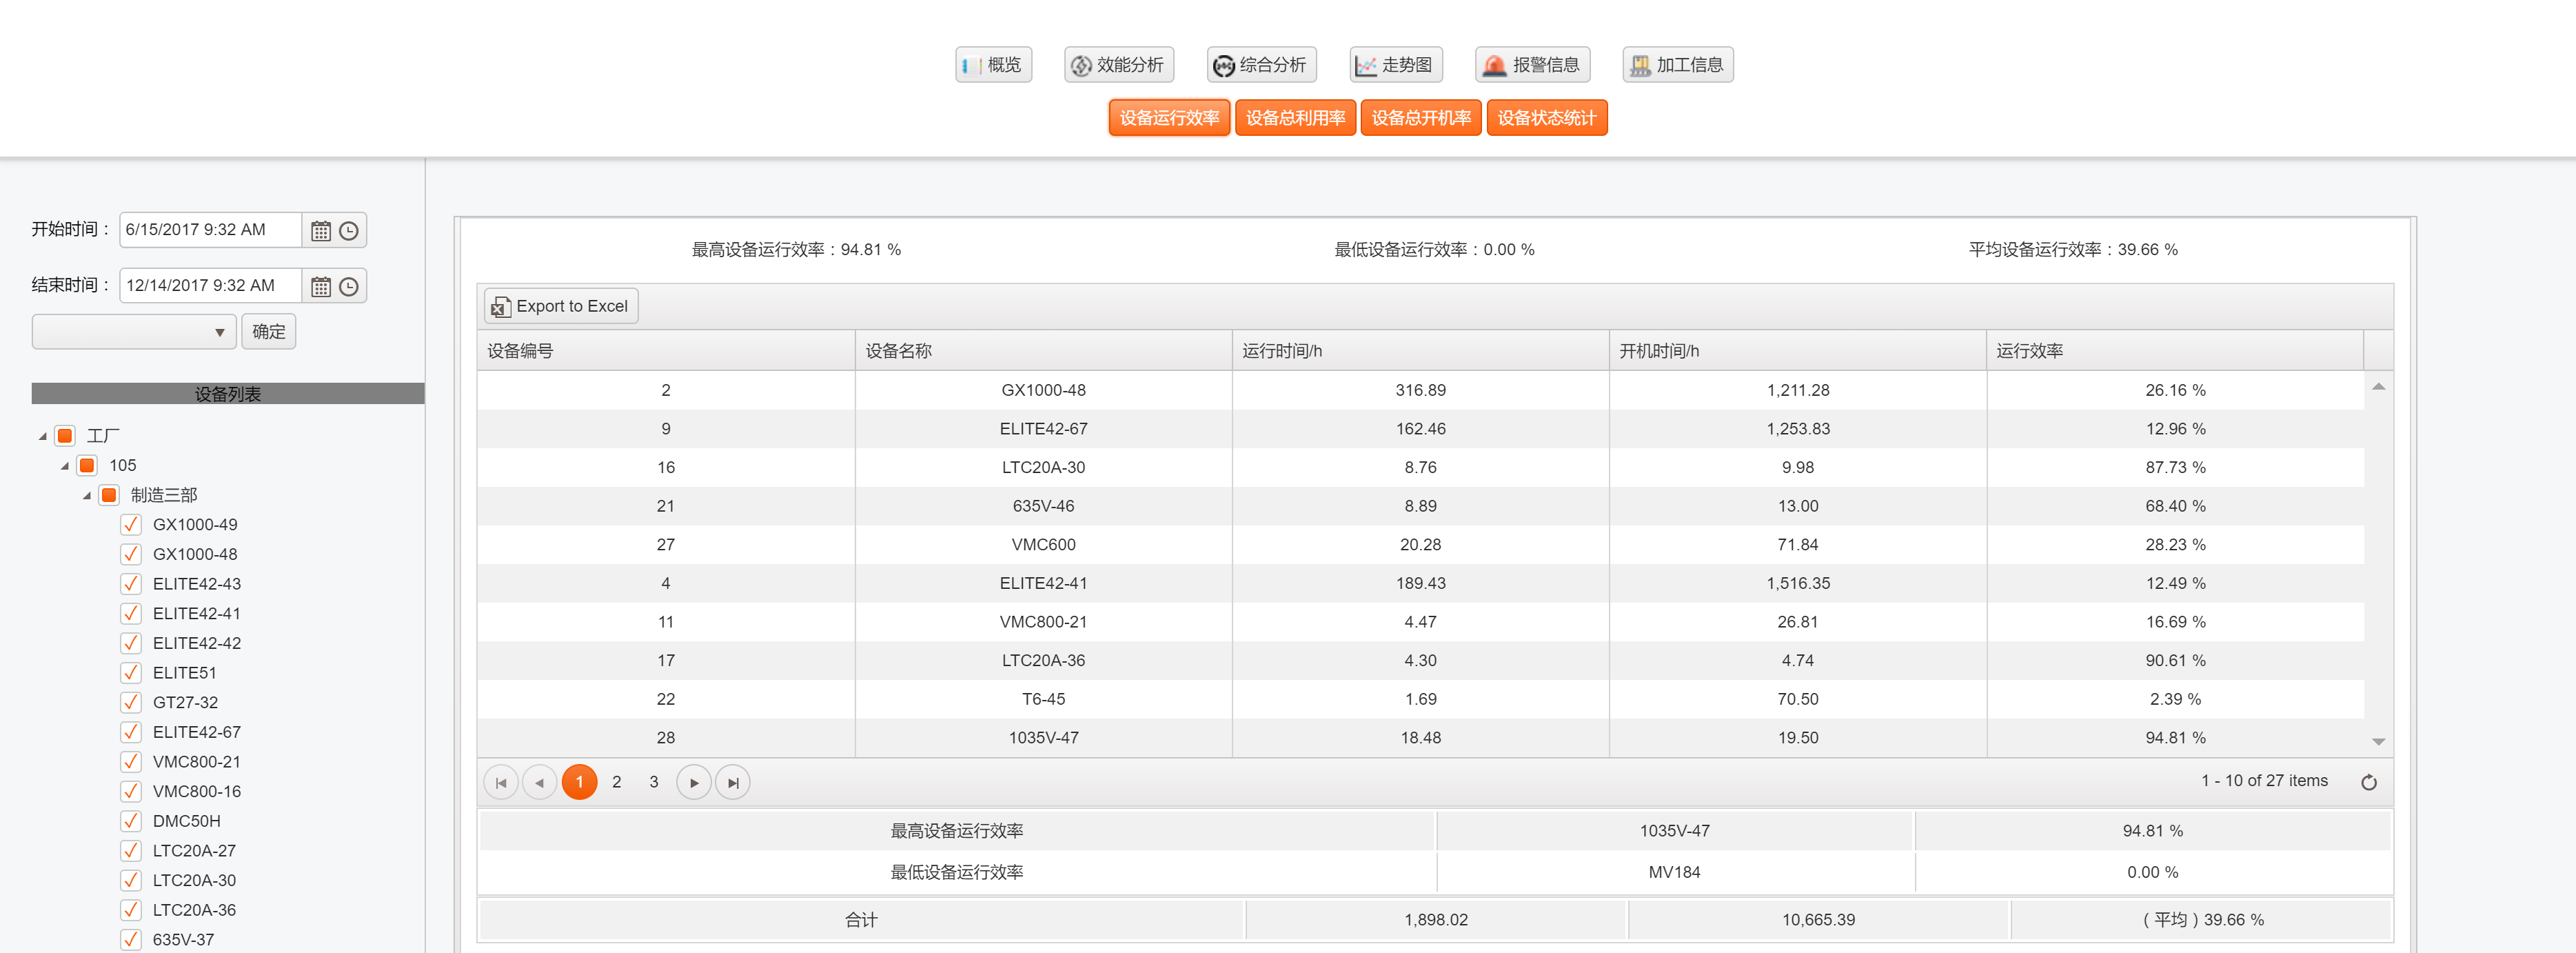 概览 效能分析 综合分析 走势图 报警信息 加工信息
设备运行效率 设备总利用率 设备总开机率 设备状态统计
开始时间： 6/15/2017 9:32 AM
结束时间： 12/14/2017 9:32 AM
确定
设备列表
工厂
105
制造三部
GX1000-49
GX1000-48
ELITE42-43
ELITE42-41
ELITE42-42
ELITE51
GT27-32
ELITE42-67
VMC800-21
VMC800-16
DMC50H
LTC20A-27
LTC20A-30
LTC20A-36
635V-37
最高设备运行效率：94.81 % 最低设备运行效率：0.00 % 平均设备运行效率：39.66 %
Export to Excel
设备编号 设备名称 运行时间/h 开机时间/h 运行效率
2 GX1000-48 316.89 1,211.28 26.16 %
9 ELITE42-67 162.46 1,253.83 12.96 %
16 LTC20A-30 8.76 9.98 87.73 %
21 635V-46 8.89 13.00 68.40 %
27 VMC600 20.28 71.84 28.23 %
4 ELITE42-41 189.43 1,516.35 12.49 %
11 VMC800-21 4.47 26.81 16.69 %
17 LTC20A-36 4.30 4.74 90.61 %
22 T6-45 1.69 70.50 2.39 %
28 1035V-47 18.48 19.50 94.81 %
1 2 3 1 - 10 of 27 items
最高设备运行效率 1035V-47 94.81 %
最低设备运行效率 MV184 0.00 %
合计 1,898.02 10,665.39 （平均）39.66 %